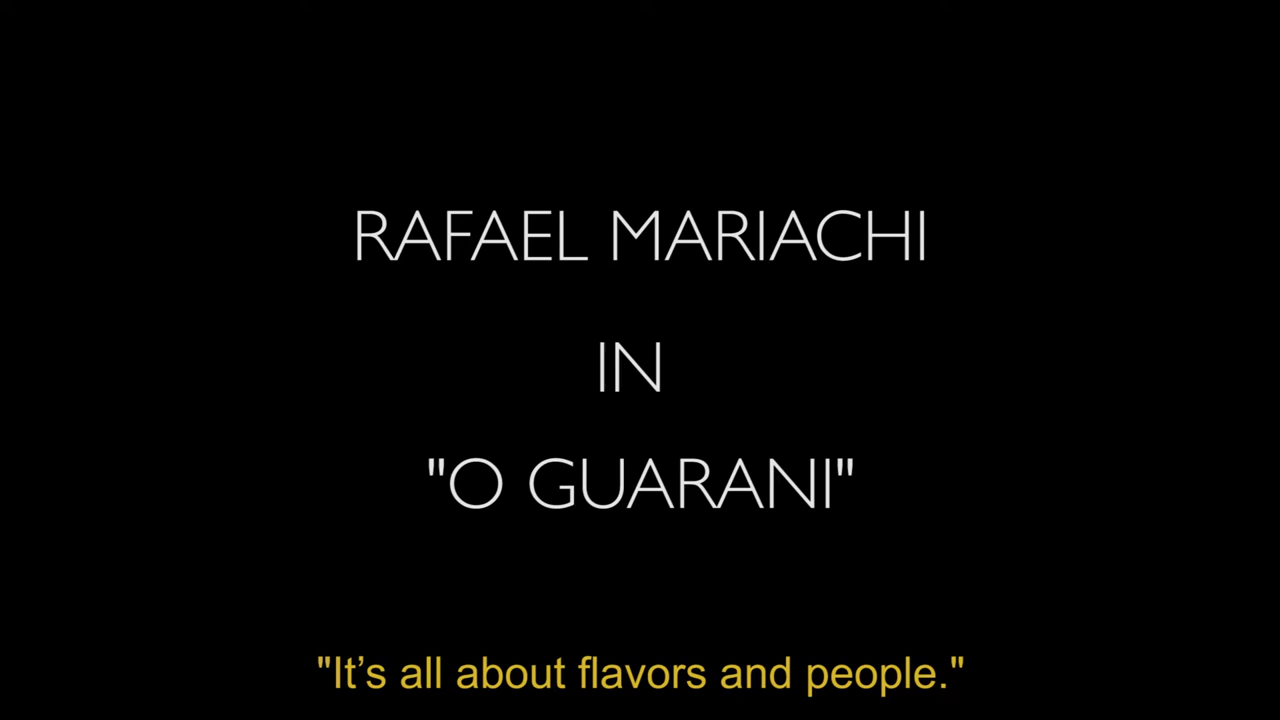 RAFAEL MARIACHI
IN
"O GUARANI"
"It’s all about flavors and people."